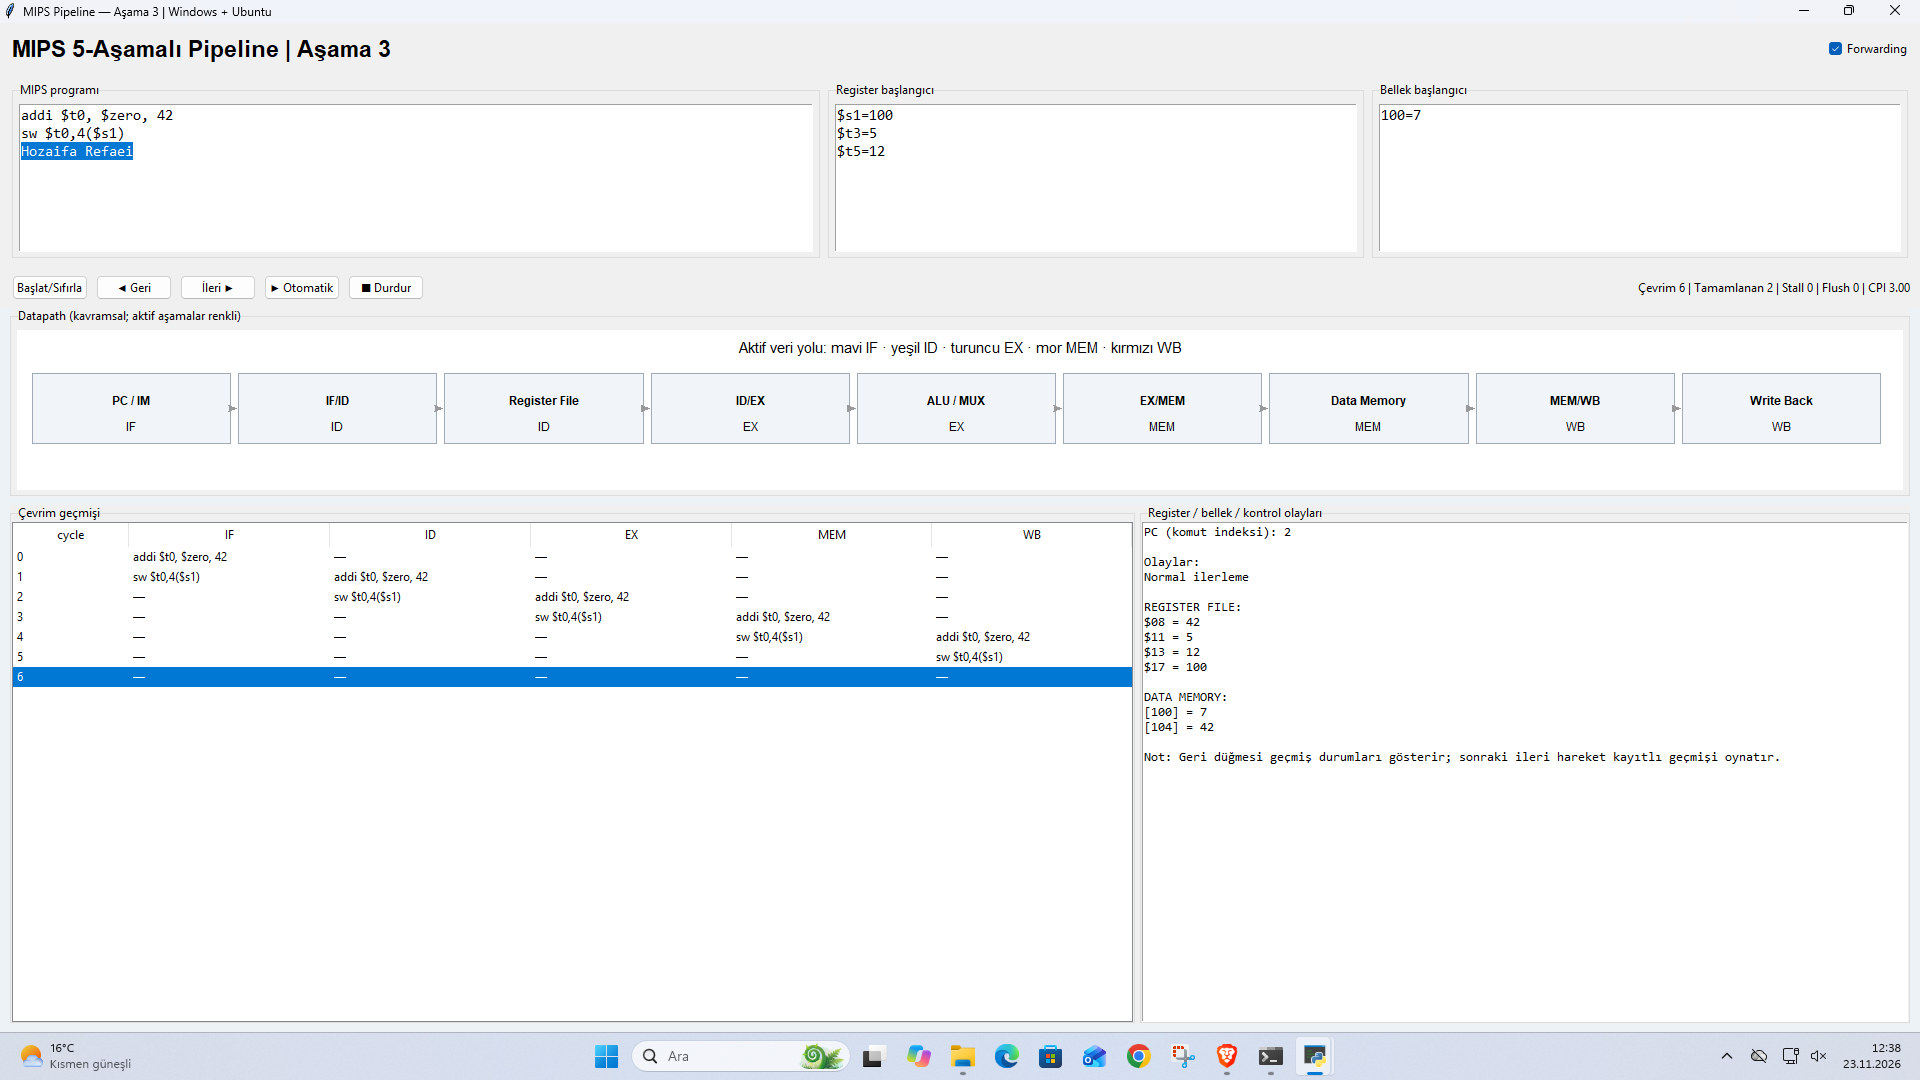 MIPS Pipeline — Aşama 3 | Windows + Ubuntu
MIPS 5-Aşamalı Pipeline | Aşama 3
Forwarding
MIPS programı
addi $t0, $zero, 42
sw $t0,4($s1)
Hozaifa Refaei
Register başlangıcı
$s1=100
$t3=5
$t5=12
Bellek başlangıcı
100=7
Başlat/Sıfırla
◄ Geri
İleri ►
► Otomatik
■ Durdur
Çevrim 6 | Tamamlanan 2 | Stall 0 | Flush 0 | CPI 3.00
Datapath (kavramsal; aktif aşamalar renkli)
Aktif veri yolu: mavi IF · yeşil ID · turuncu EX · mor MEM · kırmızı WB
PC / IM
IF
IF/ID
ID
Register File
ID
ID/EX
EX
ALU / MUX
EX
EX/MEM
MEM
Data Memory
MEM
MEM/WB
WB
Write Back
WB
Çevrim geçmişi
cycle IF ID EX MEM WB
0 addi $t0, $zero, 42 — — — —
1 sw $t0,4($s1) addi $t0, $zero, 42 — — —
2 — sw $t0,4($s1) addi $t0, $zero, 42 — —
3 — — sw $t0,4($s1) addi $t0, $zero, 42 —
4 — — — sw $t0,4($s1) addi $t0, $zero, 42
5 — — — — sw $t0,4($s1)
6 — — — — —
Register / bellek / kontrol olayları
PC (komut indeksi): 2
Olaylar:
Normal ilerleme
REGISTER FILE:
$08 = 42
$11 = 5
$13 = 12
$17 = 100
DATA MEMORY:
[100] = 7
[104] = 42
Not: Geri düğmesi geçmiş durumları gösterir; sonraki ileri hareket kayıtlı geçmişi oynatır.
16°C
Kısmen güneşli
Ara
12:38
23.11.2026